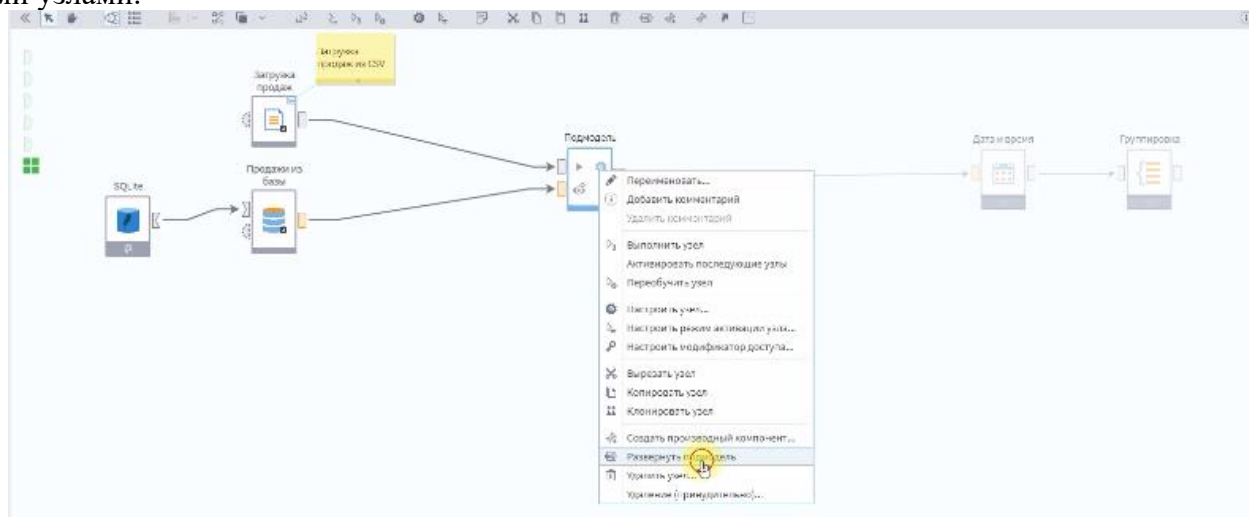 узлами.
Загрузка
продаж из CSV
Загрузка
продаж
Подмодель
Дата и время
Группировка
Продажи из
базы
SQLite
Переименовать...
Добавить комментарий
Удалить комментарий
Выполнить узел
Активировать последующие узлы
Переобучить узел
Настроить узел...
Настроить режим активации узла...
Настроить модификатор доступа...
Вырезать узел
Копировать узел
Клонировать узел
Создать производный компонент...
Развернуть подмодель
Удалить узел...
Удаление (принудительно)...